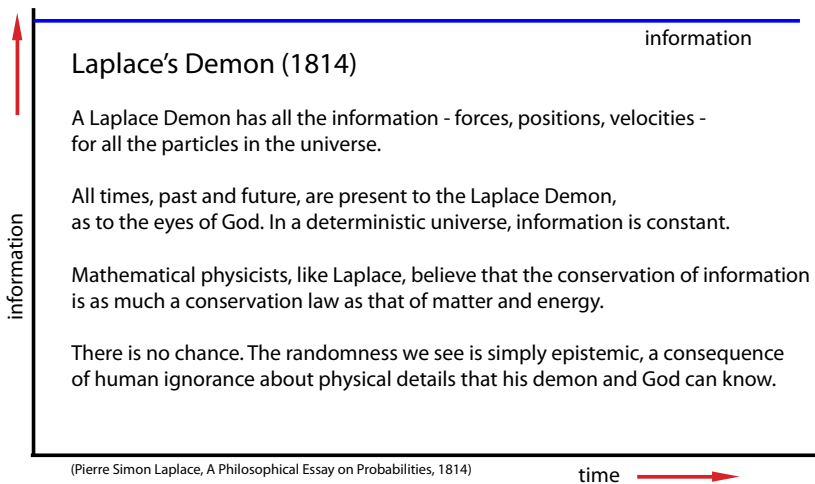 information
Laplace's Demon (1814)
A Laplace Demon has all the information - forces, positions, velocities -
for all the particles in the universe.
All times, past and future, are present to the Laplace Demon,
as to the eyes of God. In a deterministic universe, information is constant.
Mathematical physicists, like Laplace, believe that the conservation of information
is as much a conservation law as that of matter and energy.
There is no chance. The randomness we see is simply epistemic, a consequence
of human ignorance about physical details that his demon and God can know.
information
(Pierre Simon Laplace, A Philosophical Essay on Probabilities, 1814)
time